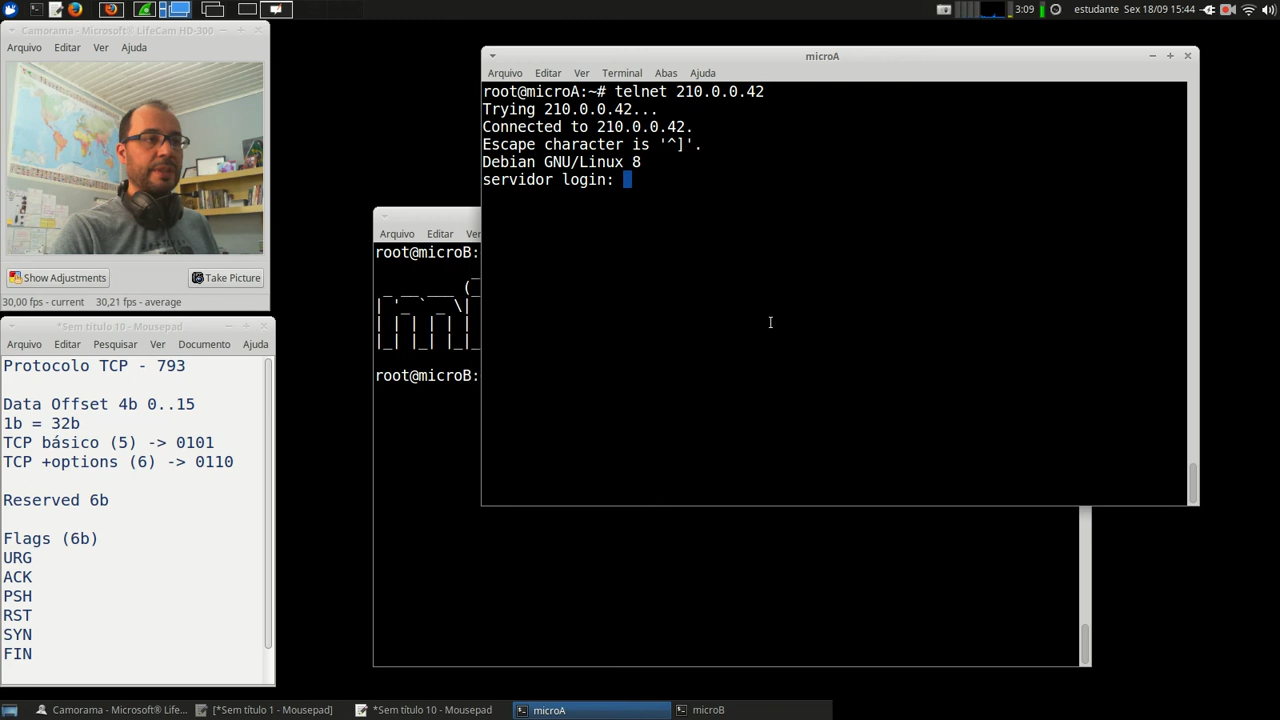 3:09
estudante
Sex 18/09 15:44
Camorama - Microsoft® LifeCam HD-300
Arquivo Editar Ver Ajuda
Show Adjustments
Take Picture
30,00 fps - current 30,21 fps - average
*Sem título 10 - Mousepad
Arquivo Editar Pesquisar Ver Documento Ajuda
Protocolo TCP - 793
Data Offset 4b 0..15
1b = 32b
TCP básico (5) -> 0101
TCP +options (6) -> 0110
Reserved 6b
Flags (6b)
URG
ACK
PSH
RST
SYN
FIN
microA
Arquivo Editar Ver Terminal Abas Ajuda
root@microA:~# telnet 210.0.0.42
Trying 210.0.0.42...
Connected to 210.0.0.42.
Escape character is '^]'.
Debian GNU/Linux 8
servidor login:
Arquivo Editar Ver
root@microB:
root@microB:
Camorama - Microsoft® Life...
[*Sem título 1 - Mousepad]
*Sem título 10 - Mousepad
microA
microB